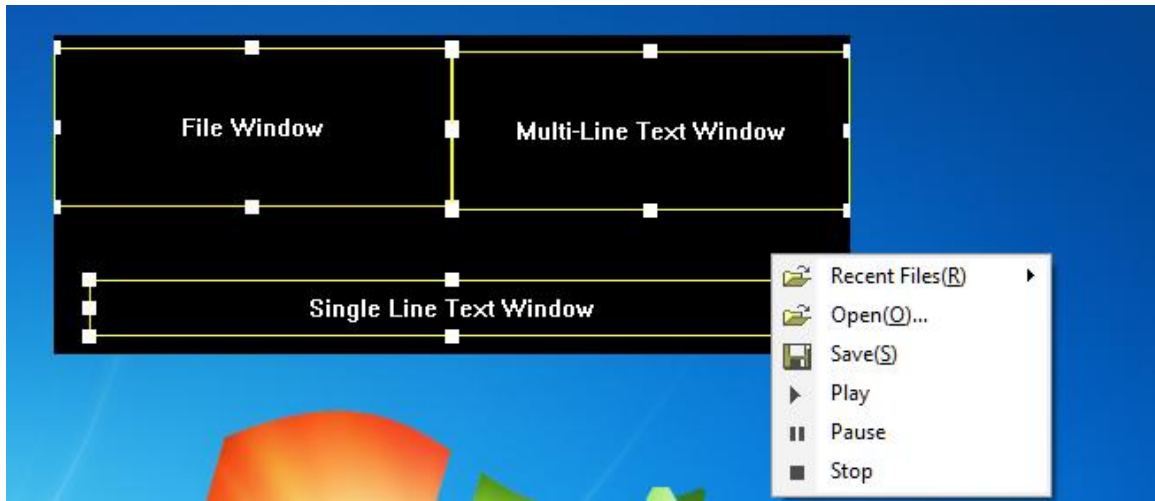 File Window
Multi-Line Text Window
Single Line Text Window
Recent Files(R)
Open(O)...
Save(S)
Play
Pause
Stop